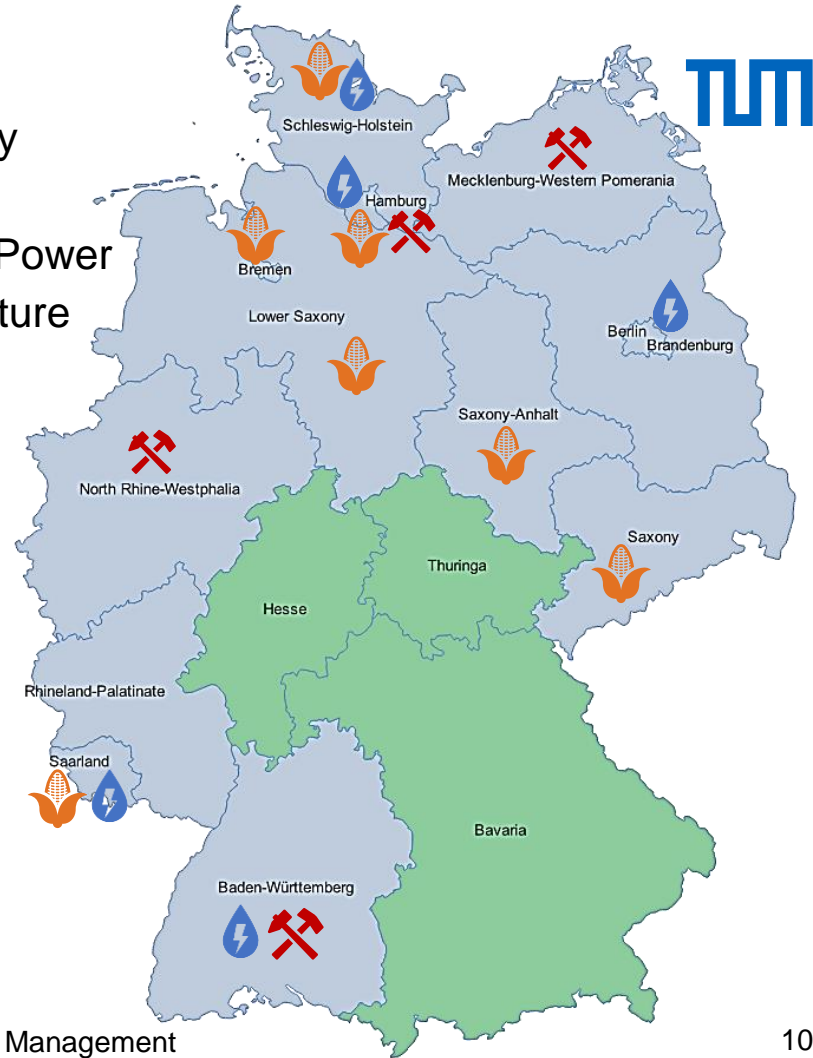 TUM
y
Schleswig-Holstein
Mecklenburg-Western Pomerania
Hamburg
Power
Bremen
ture
Lower Saxony
Berlin
Brandenburg
Saxony-Anhalt
North Rhine-Westphalia
Saxony
Thuringa
Hesse
Rhineland-Palatinate
Saarland
Bavaria
Baden-Württemberg
Management
10